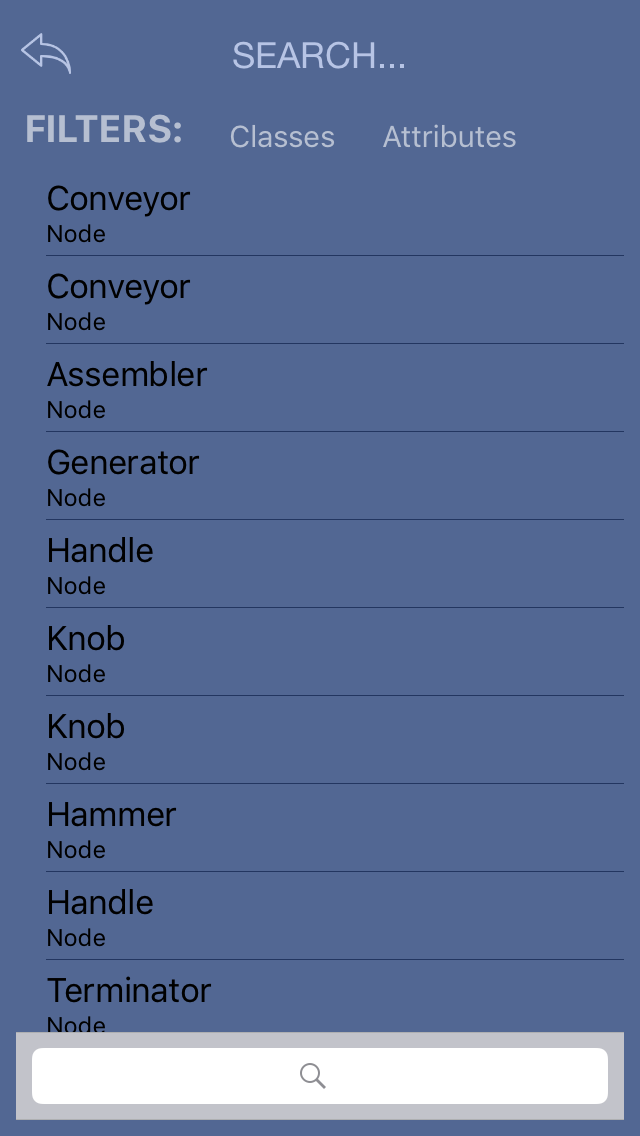 SEARCH...
FILTERS: Classes Attributes
Conveyor
Node
Conveyor
Node
Assembler
Node
Generator
Node
Handle
Node
Knob
Node
Knob
Node
Hammer
Node
Handle
Node
Terminator
Node